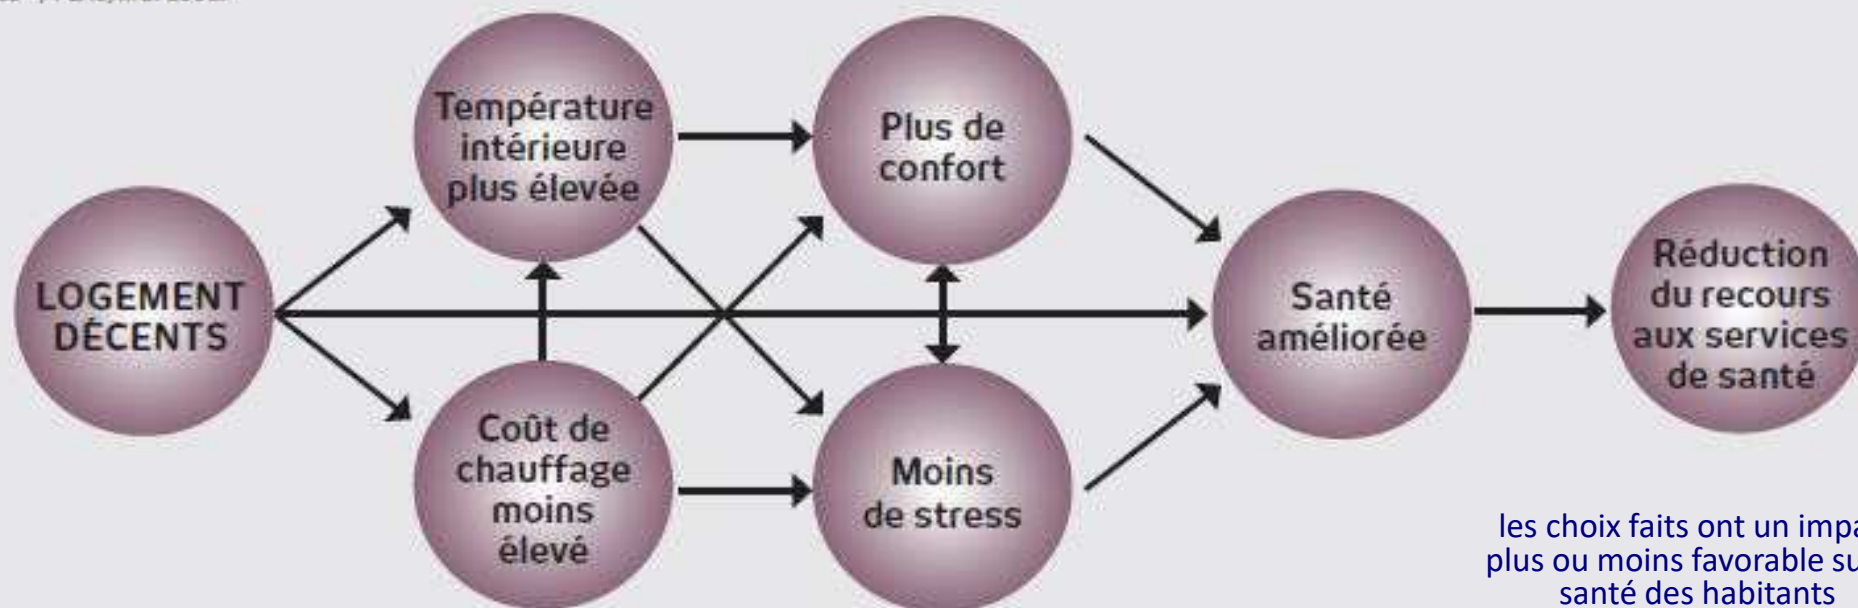 Température
intérieure
plus élevée
Plus de
confort
LOGEMENT
DÉCENTS
Santé
améliorée
Réduction
du recours
aux services
de santé
Coût de
chauffage
moins
élevé
Moins
de stress
les choix faits ont un
plus ou moins favorable
santé des habitants